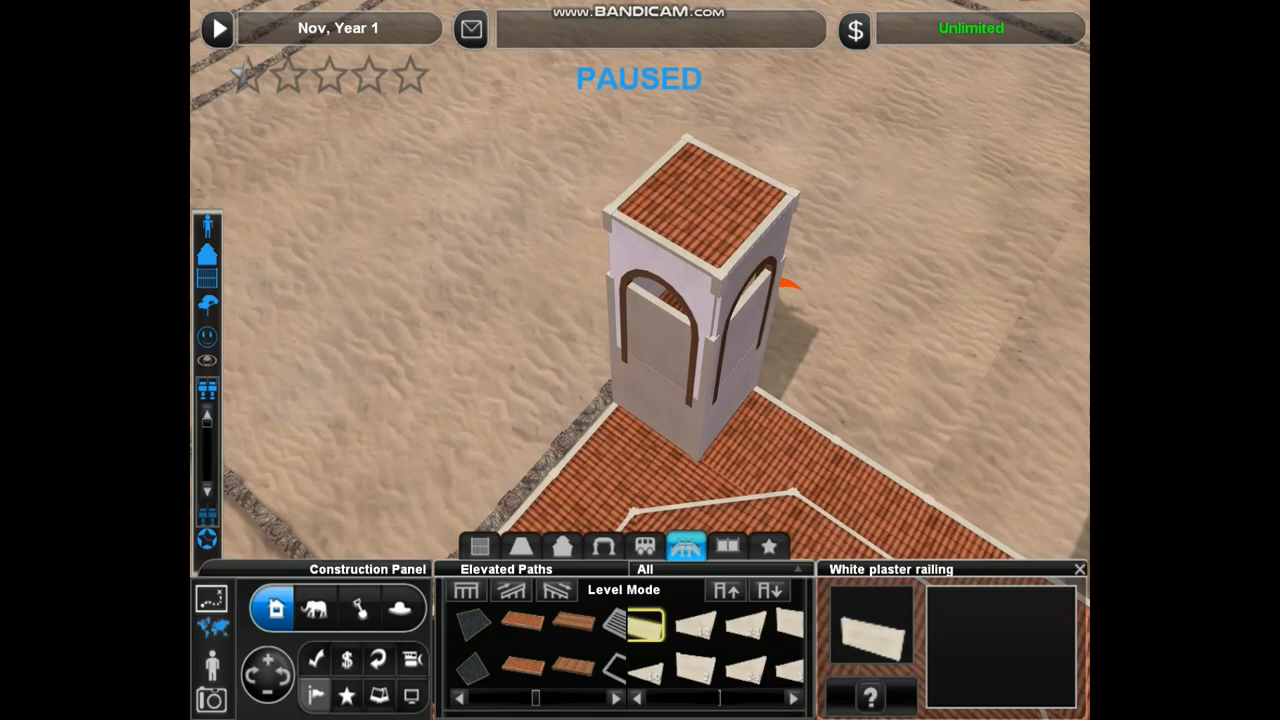 www.BANDICAM.com
Nov, Year 1
$
Unlimited
PAUSED
Construction Panel
Elevated Paths
All
White plaster railing
Level Mode
?